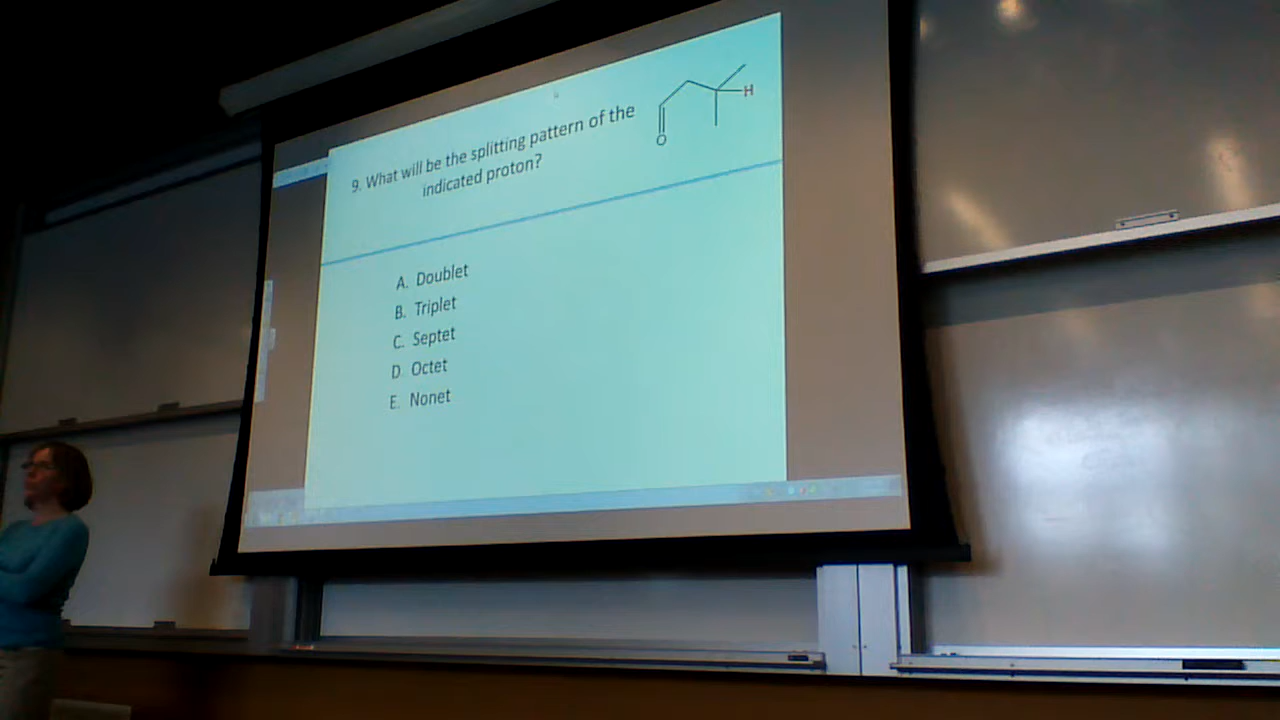 9. What will be the splitting pattern of the
indicated proton?
H
O
A. Doublet
B. Triplet
C. Septet
D. Octet
E. Nonet